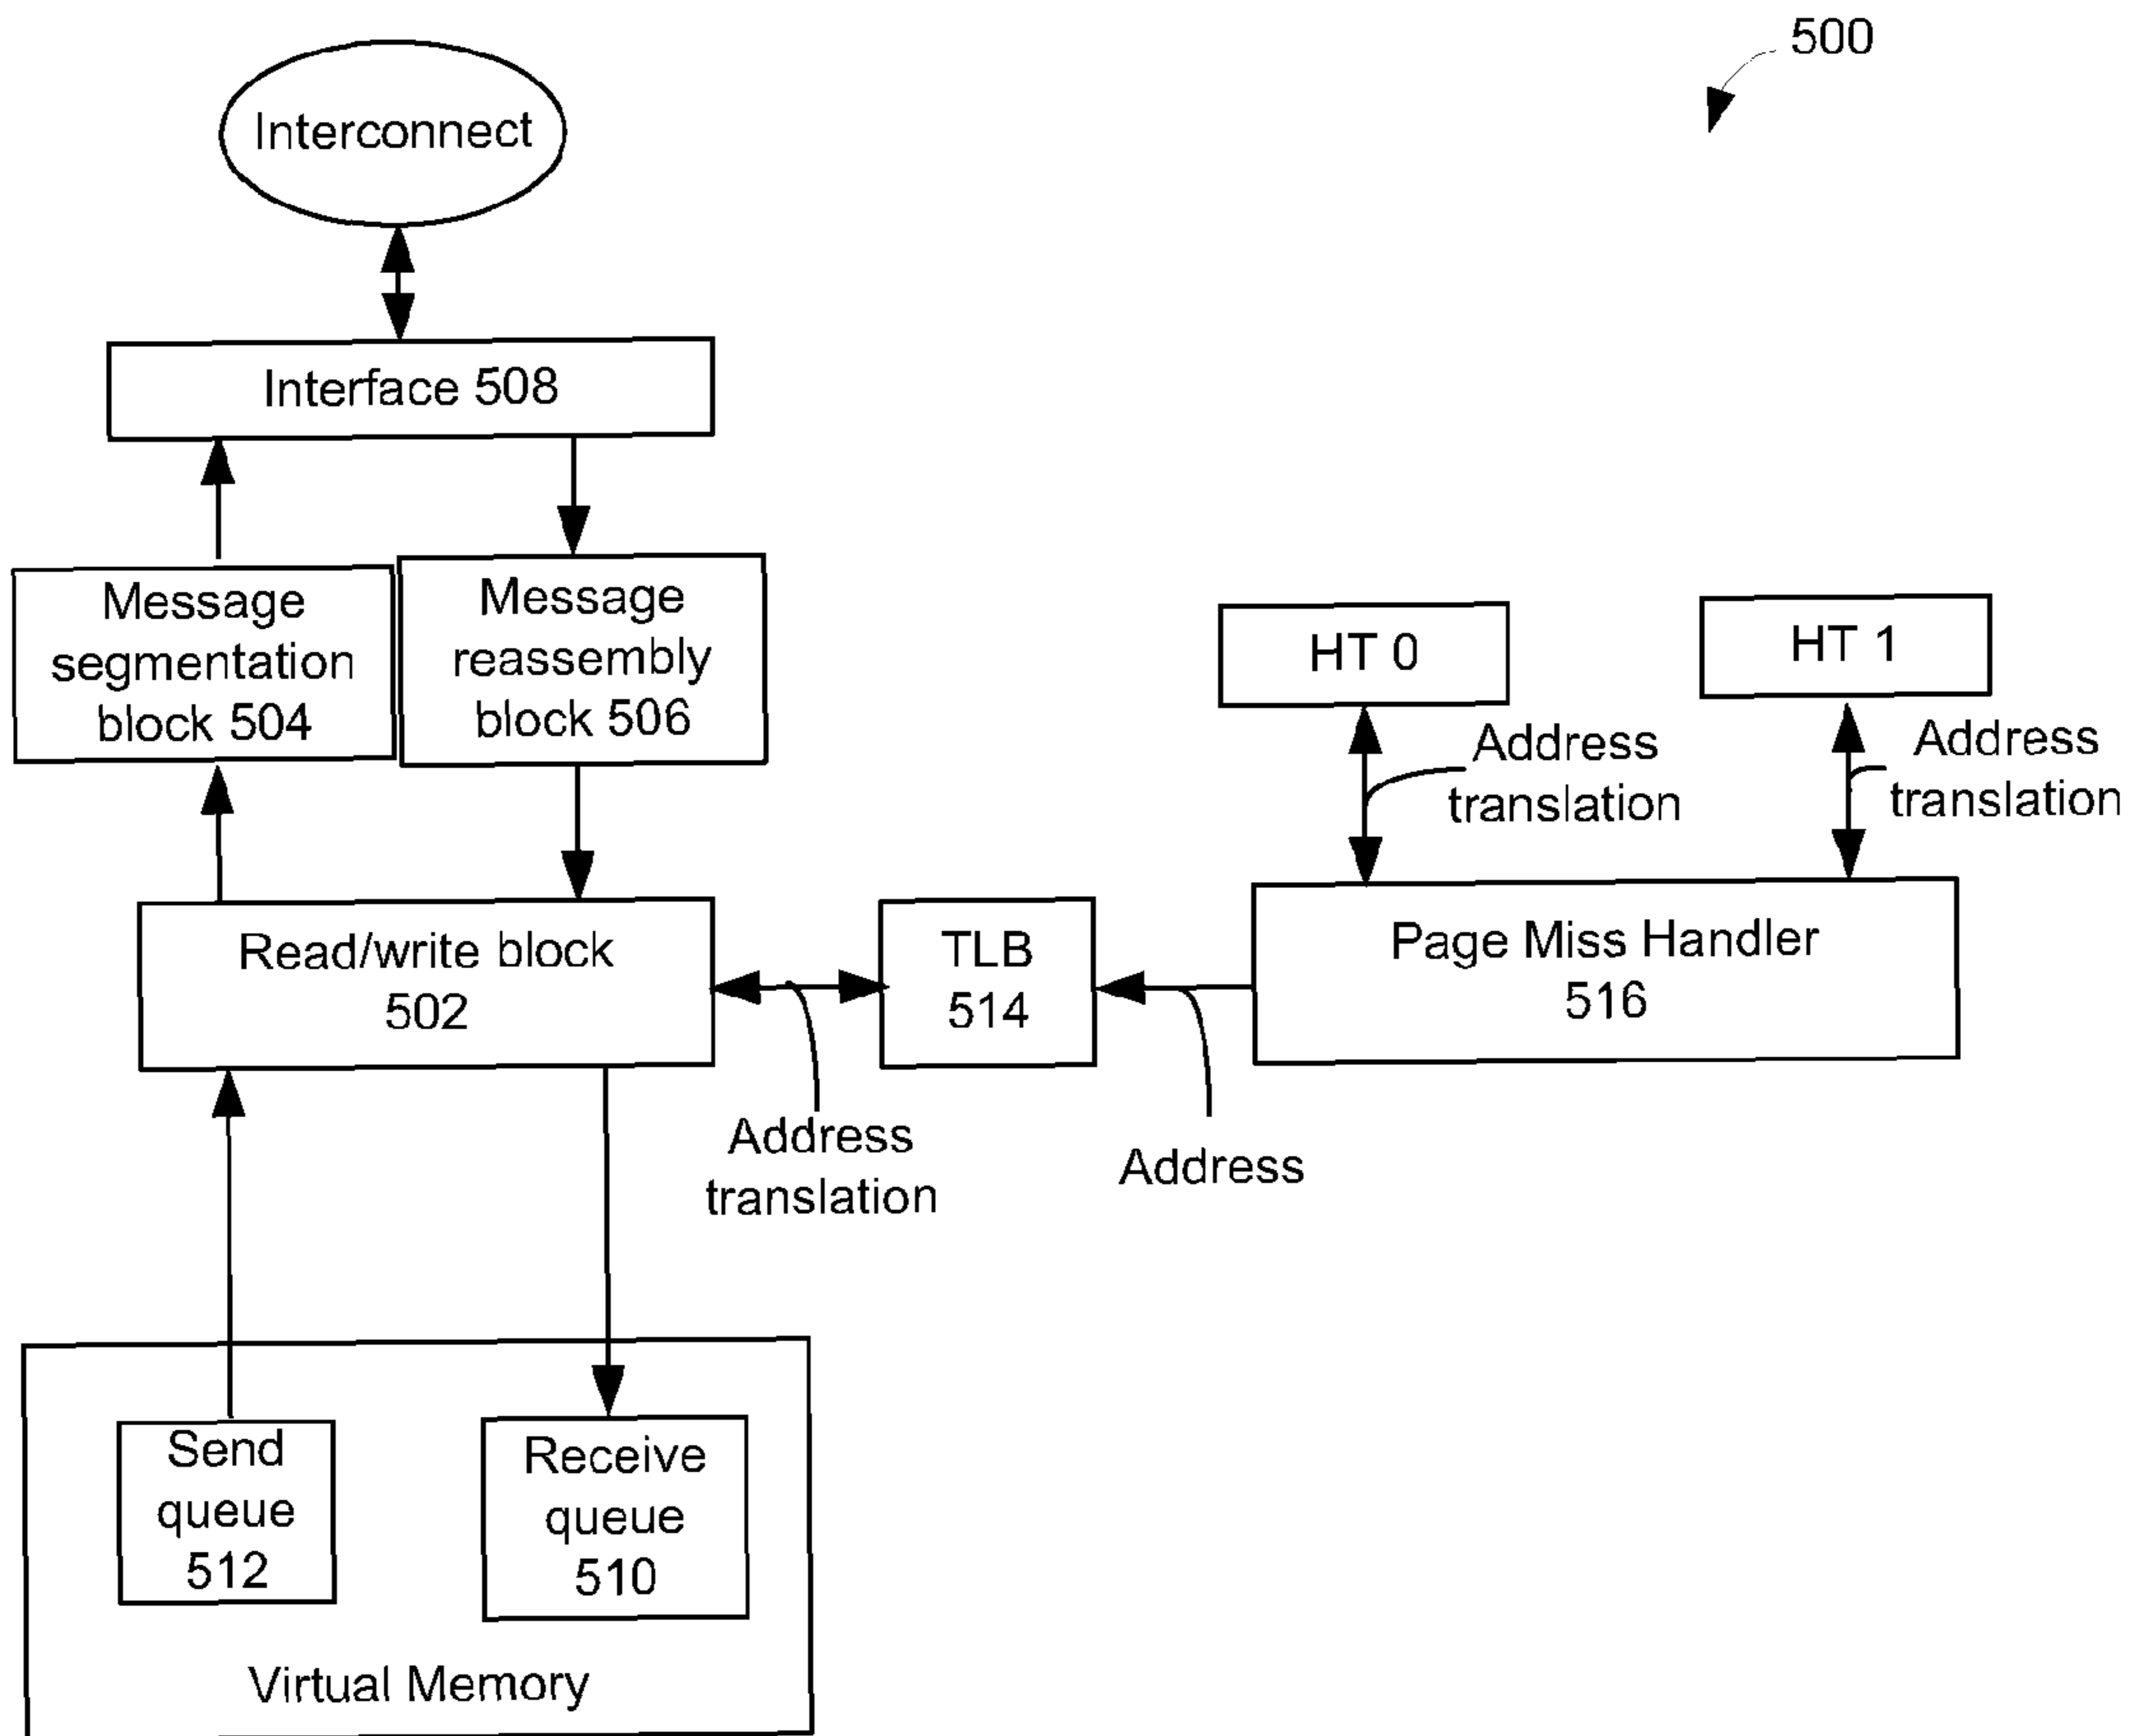 500
Interconnect
Interface 508
Message
segmentation
block 504
Message
reassembly
block 506
HT 0
HT 1
Address
translation
Address
translation
Read/write block
502
TLB
514
Page Miss Handler
516
Address
translation
Address
Send
queue
512
Receive
queue
510
Virtual Memory